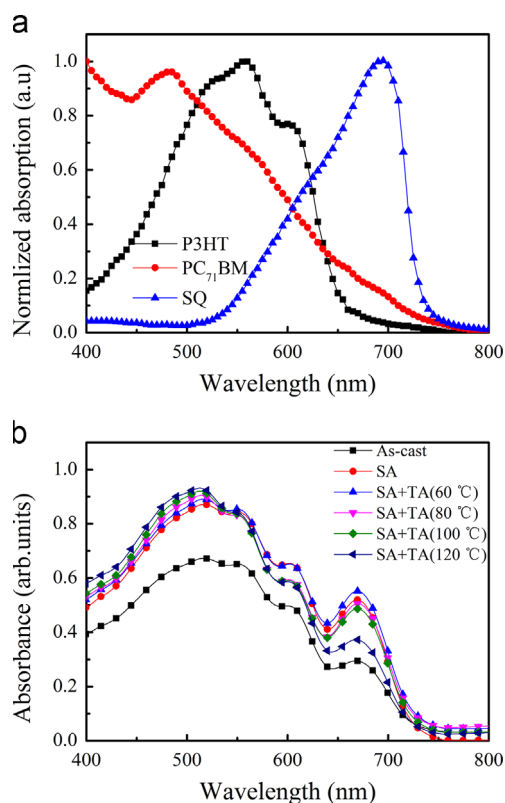 a
Normlized absorption (a.u)
1.0
0.8
0.6
0.4
0.2
0.0
P3HT
PC71BM
SQ
400 500 600 700 800
Wavelength (nm)
b
Absorbance (arb.units)
1.0
0.8
0.6
0.4
0.2
0.0
As-cast
SA
SA+TA(60 ℃)
SA+TA(80 ℃)
SA+TA(100 ℃)
SA+TA(120 ℃)
400 500 600 700 800
Wavelength (nm)